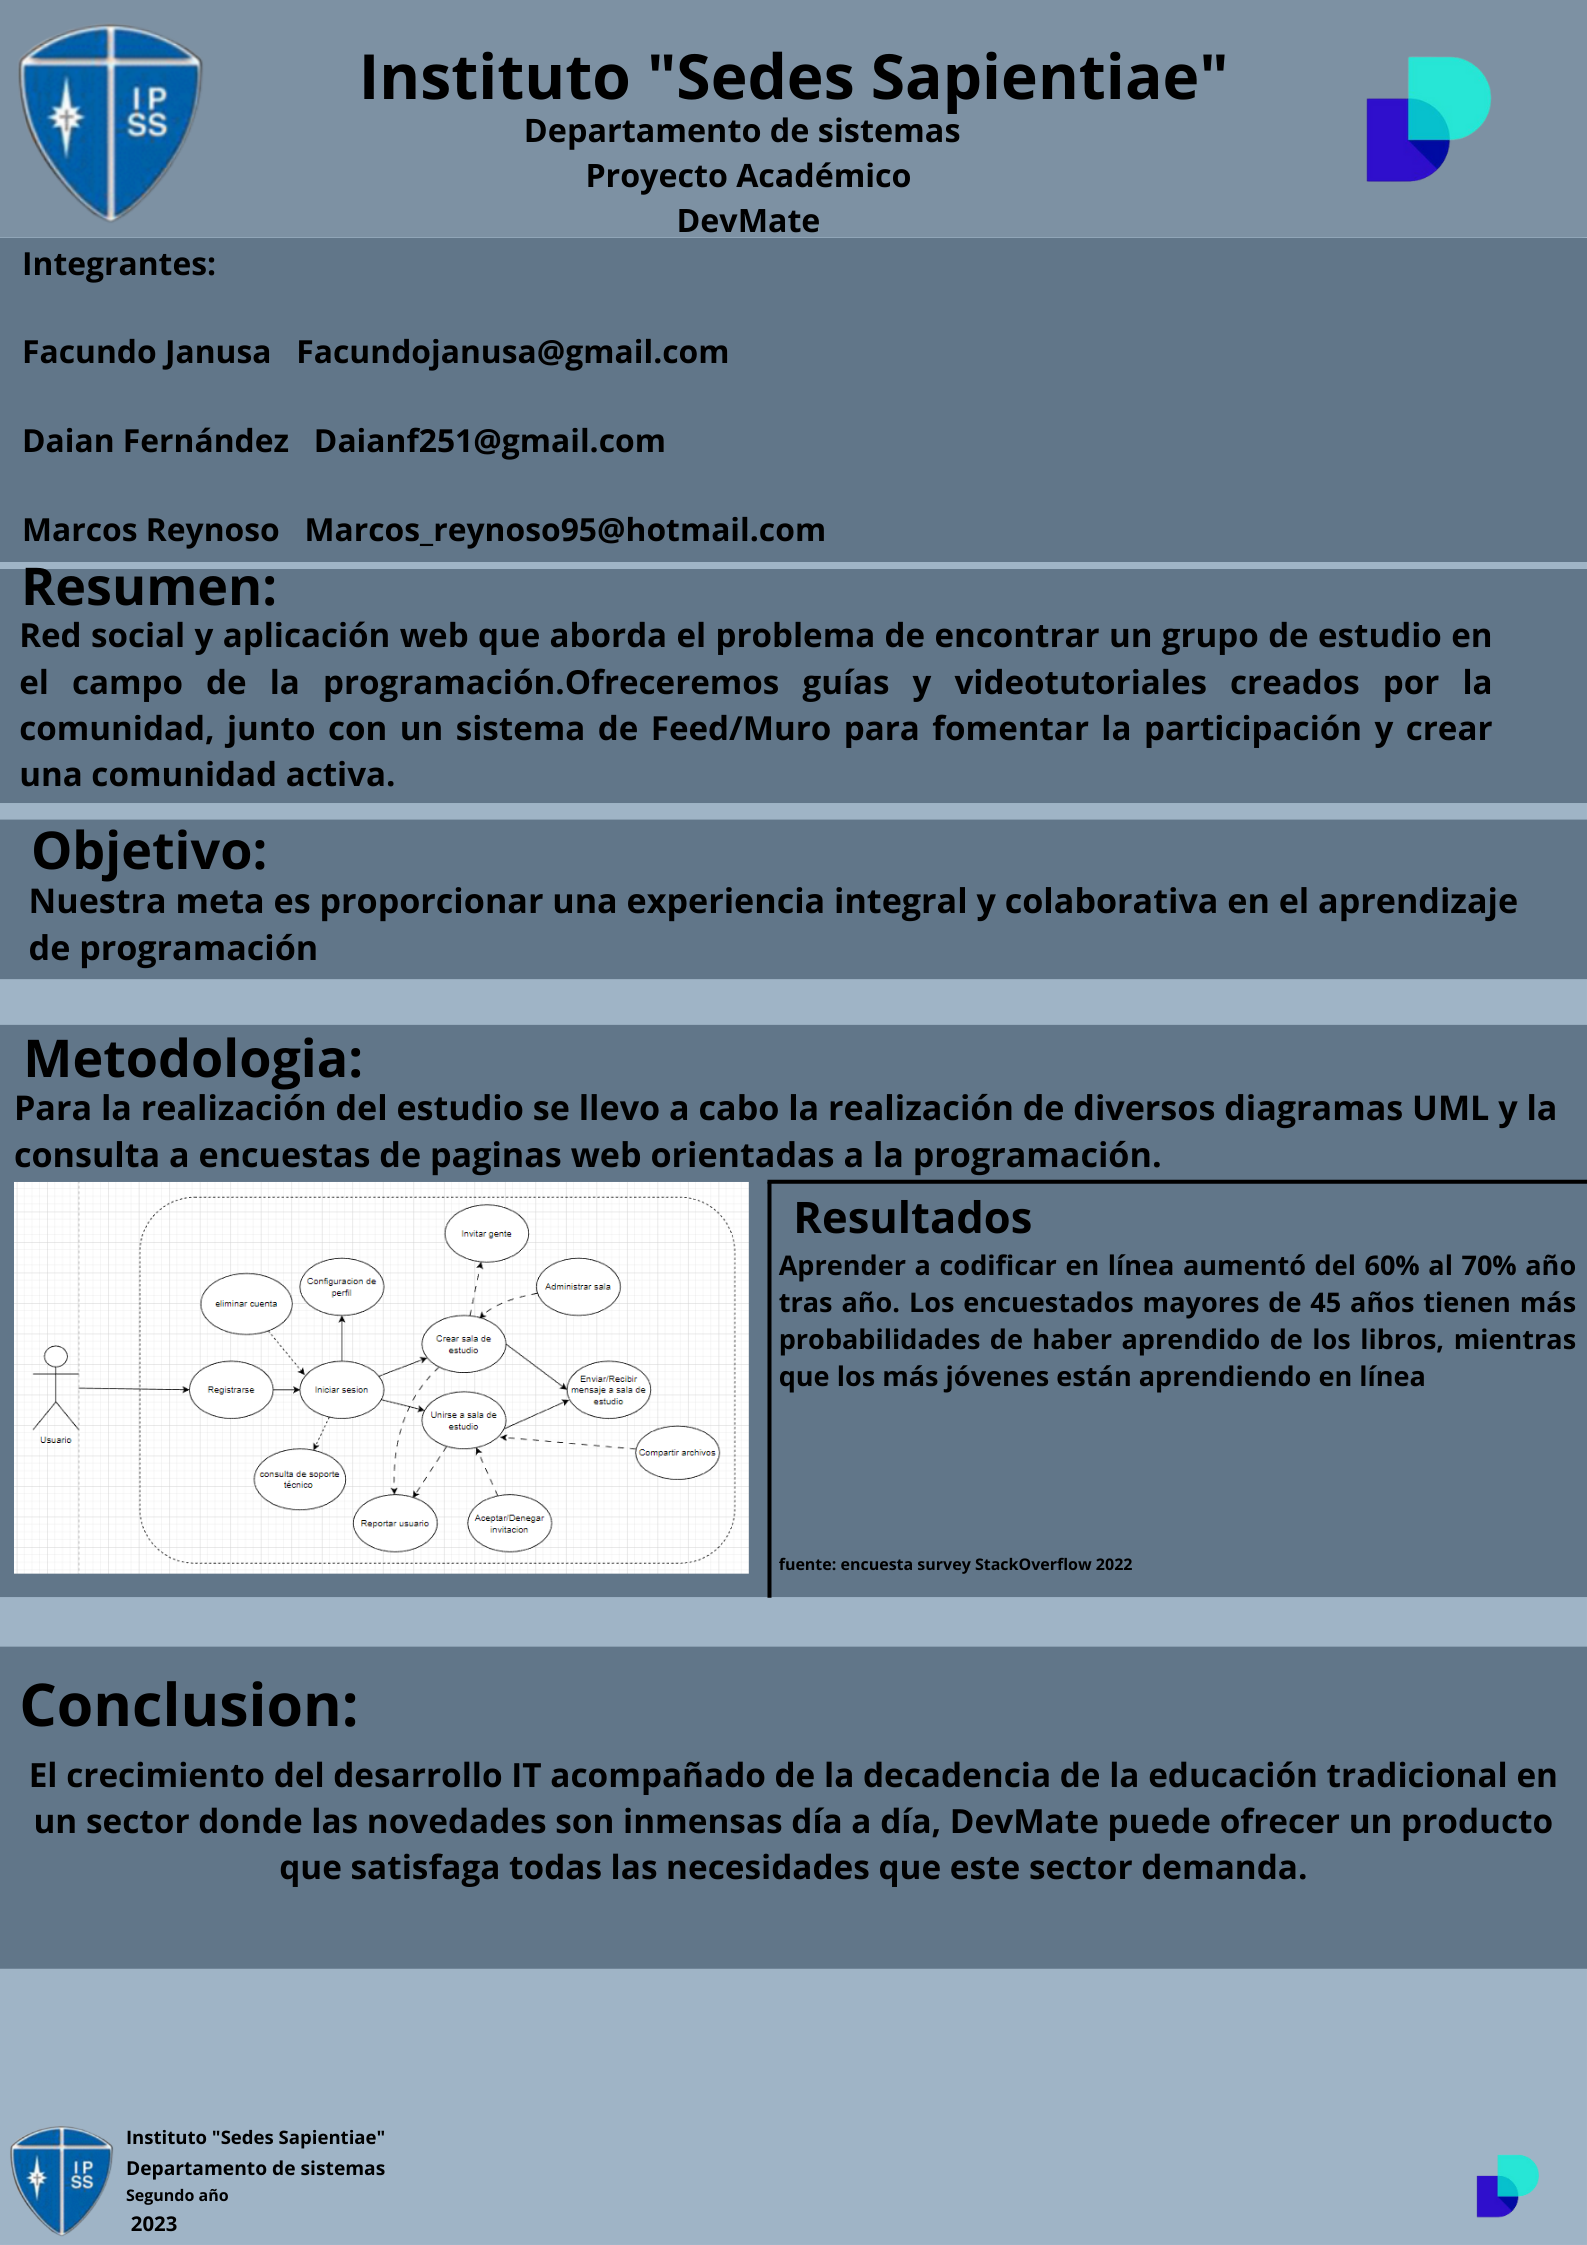 IP
SS
Instituto "Sedes Sapientiae"
Departamento de sistemas
Proyecto Académico
DevMate
Integrantes:
Facundo Janusa   Facundojanusa@gmail.com
Daian Fernández   Daianf251@gmail.com
Marcos Reynoso   Marcos_reynoso95@hotmail.com
Resumen:
Red social y aplicación web que aborda el problema de encontrar un grupo de estudio en
el campo de la programación.Ofreceremos guías y videotutoriales creados por la
comunidad, junto con un sistema de Feed/Muro para fomentar la participación y crear
una comunidad activa.
Objetivo:
Nuestra meta es proporcionar una experiencia integral y colaborativa en el aprendizaje
de programación
Metodologia:
Para la realización del estudio se llevo a cabo la realización de diversos diagramas UML y la
consulta a encuestas de paginas web orientadas a la programación.
Invitar gente
Configuracion de
perfil
Administrar sala
eliminar cuenta
Crear sala de
estudio
Registrarse
Iniciar sesion
Enviar/Recibir
mensaje a sala de
estudio
Unirse a sala de
estudio
Usuario
Compartir archivos
consulta de soporte
técnico
Reportar usuario
Aceptar/Denegar
invitacion
Resultados
Aprender a codificar en línea aumentó del 60% al 70% año
tras año. Los encuestados mayores de 45 años tienen más
probabilidades de haber aprendido de los libros, mientras
que los más jóvenes están aprendiendo en línea
fuente: encuesta survey StackOverflow 2022
Conclusion:
El crecimiento del desarrollo IT acompañado de la decadencia de la educación tradicional en
un sector donde las novedades son inmensas día a día, DevMate puede ofrecer un producto
que satisfaga todas las necesidades que este sector demanda.
IP
SS
Instituto "Sedes Sapientiae"
Departamento de sistemas
Segundo año
2023